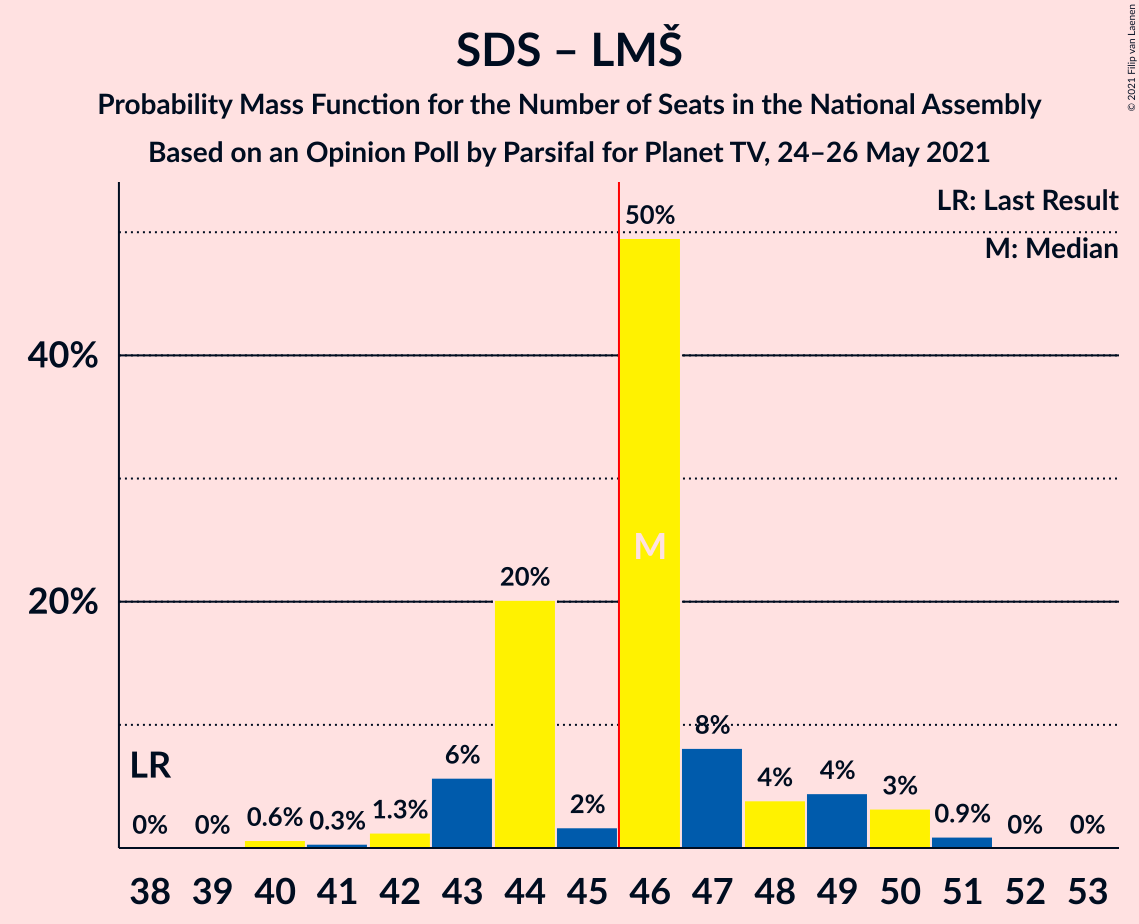 SDS – LMŠ
Probability Mass Function for the Number of Seats in the National Assembly
Based on an Opinion Poll by Parsifal for Planet TV, 24–26 May 2021
© 2021 Filip van Laenen
LR: Last Result
M: Median
50%
40%
M
20%
20%
8%
LR
6%
4%
4%
3%
2%
1.3%
0.9%
0.6%
0.3%
0%
0%
0%
0%
38 39 40 41 42 43 44 45 46 47 48 49 50 51 52 53